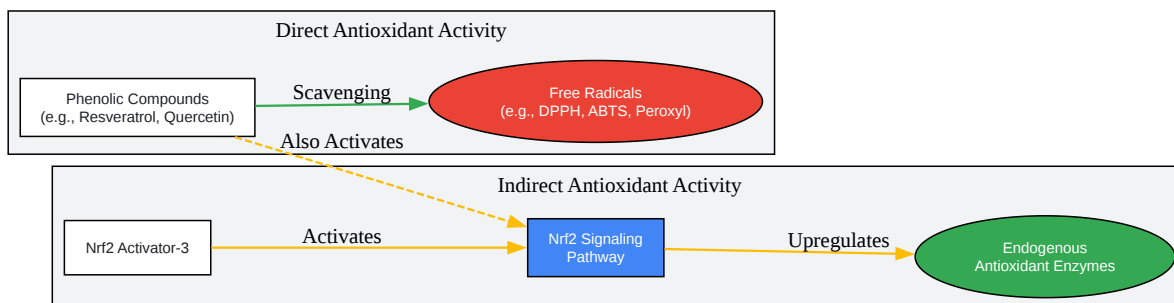 Direct Antioxidant Activity
Phenolic Compounds
(e.g., Resveratrol, Quercetin)
Scavenging
Free Radicals
(e.g., DPPH, ABTS, Peroxyl)
Also Activates
Indirect Antioxidant Activity
Nrf2 Activator-3
Activates
Nrf2 Signaling
Pathway
Upregulates
Endogenous
Antioxidant Enzymes